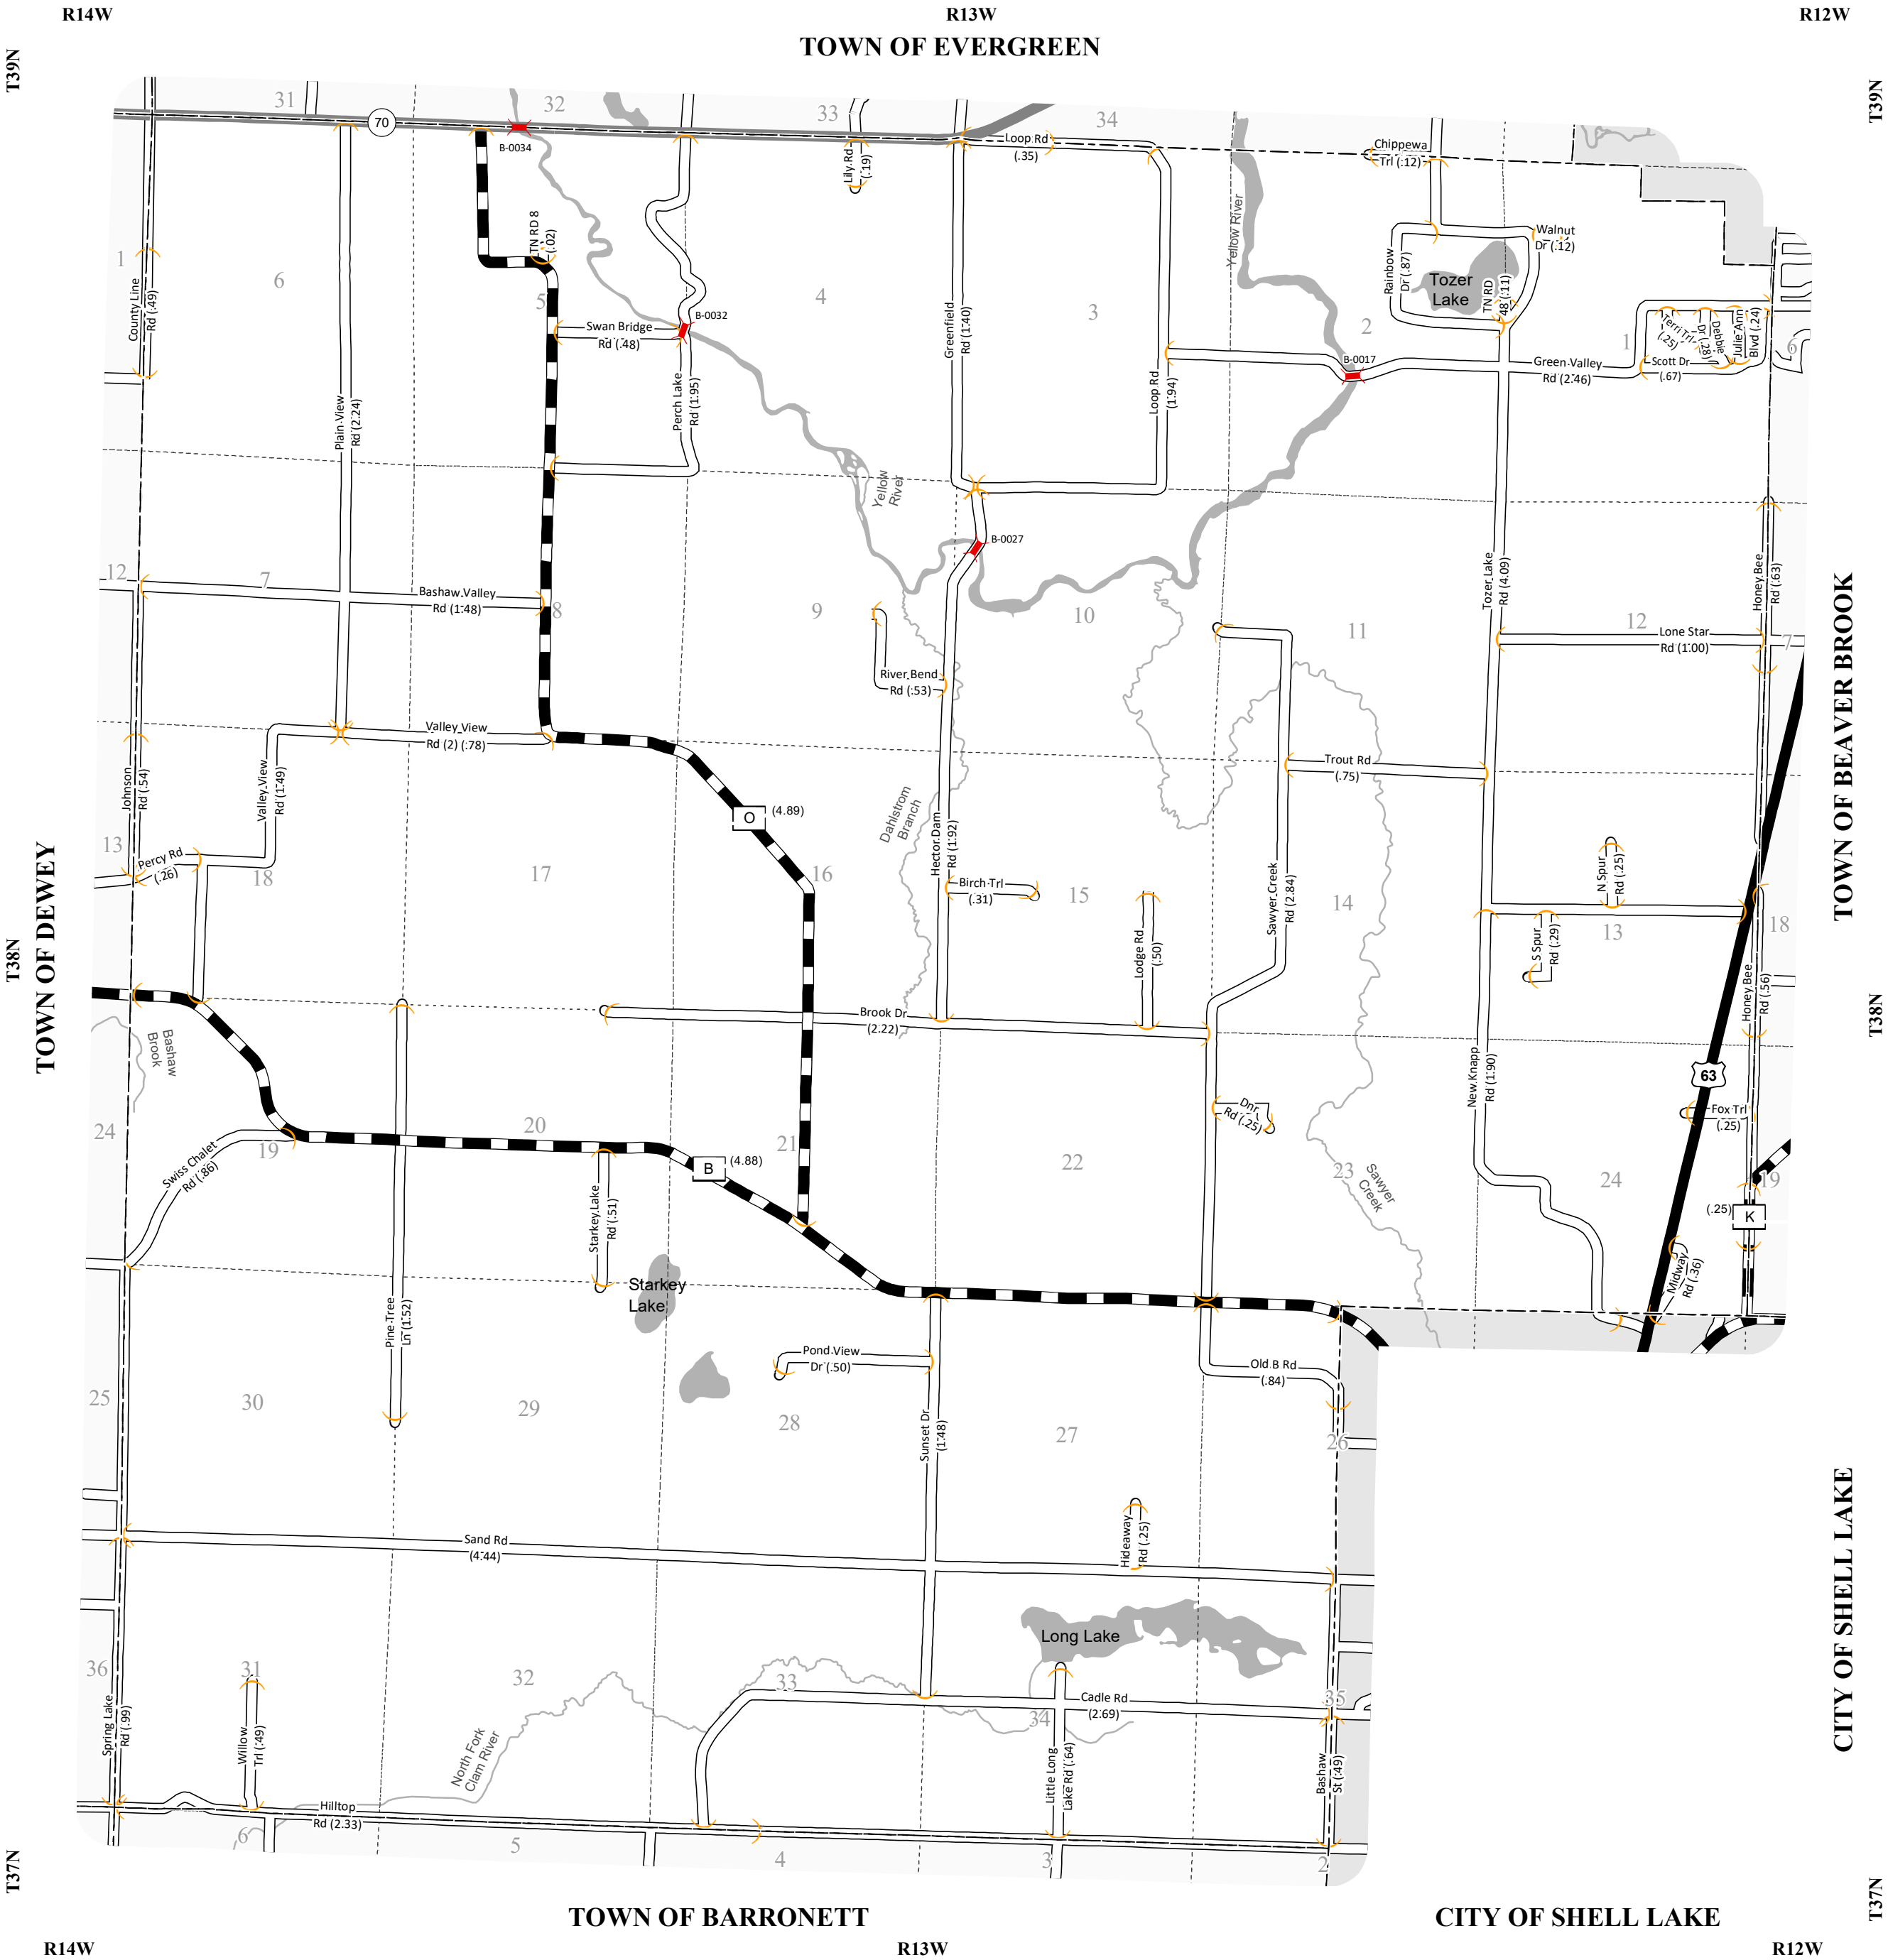 R14W
R13W
R12W
TOWN OF EVERGREEN
T39N
T39N
31
32
33
34
70
B-0034
Loop Rd
(.35)
Lily Rd
(.19)
Chippewa
Trl (.12)
TN RD 8
(.02)
Yellow River
Walnut
Dr (.12)
Rainbow
Dr (.87)
Tozer
Lake
TN RD
48 (.11)
1
6
5
4
3
2
1
6
County Line
Rd (.49)
B-0032
Swan Bridge
Rd (.48)
Greenfield
Rd (1.40)
Terri Trl
(.25)
Debbie
Dr (.28)
Julie Ann
Blvd (.24)
B-0017
Green Valley
Rd (2.46)
Scott Dr
(.67)
Plain View
Rd (2.24)
Perch Lake
Rd (1.95)
Loop Rd
(1.94)
Yellow
River
B-0027
12
7
Bashaw Valley
Rd (1.48)
8
9
10
11
12
7
Tozer Lake
Rd (4.09)
Honey Bee
Rd (.63)
Lone Star
Rd (1.00)
River Bend
Rd (.53)
TOWN OF BEAVER BROOK
Valley View
Rd (2) (.78)
Valley View
Rd (1.49)
Johnson
Rd (.54)
Trout Rd
(.75)
O
(4.89)
Dahlstrom
Branch
Hector Dam
Rd (1.92)
13
Percy Rd
(.26)
18
17
16
15
14
13
18
Birch Trl
(.31)
Sawyer Creek
Rd (2.84)
N Spur
Rd (.25)
S Spur
Rd (.29)
Lodge Rd
(.50)
TOWN OF DEWEY
T38N
T38N
Honey Bee
Rd (.56)
Brook Dr
(2.22)
Bashaw
Brook
New Knapp
Rd (1.90)
63
Dnr
Rd (.25)
Fox Trl
(.25)
24
19
20
21
22
23
24
19
Swiss Chalet
Rd (.86)
B
(4.88)
Sawyer
Creek
Starkey Lake
Rd (.51)
(.25)
K
Midway
Rd (.36)
Starkey
Lake
Pine Tree
Ln (1.52)
Pond View
Dr (.50)
Old B Rd
(.84)
25
30
29
28
27
26
Sunset Dr
(1.48)
Hideaway
Rd (.25)
Sand Rd
(4.44)
CITY OF SHELL LAKE
Long Lake
36
31
32
33
34
35
Cadle Rd
(2.69)
Spring Lake
Rd (.99)
Willow
Trl (.49)
North Fork
Clam River
Little Long
Lake Rd (.64)
Bashaw
St (.49)
Hilltop
Rd (2.33)
6
5
4
3
2
T37N
T37N
TOWN OF BARRONETT
CITY OF SHELL LAKE
R14W
R13W
R12W